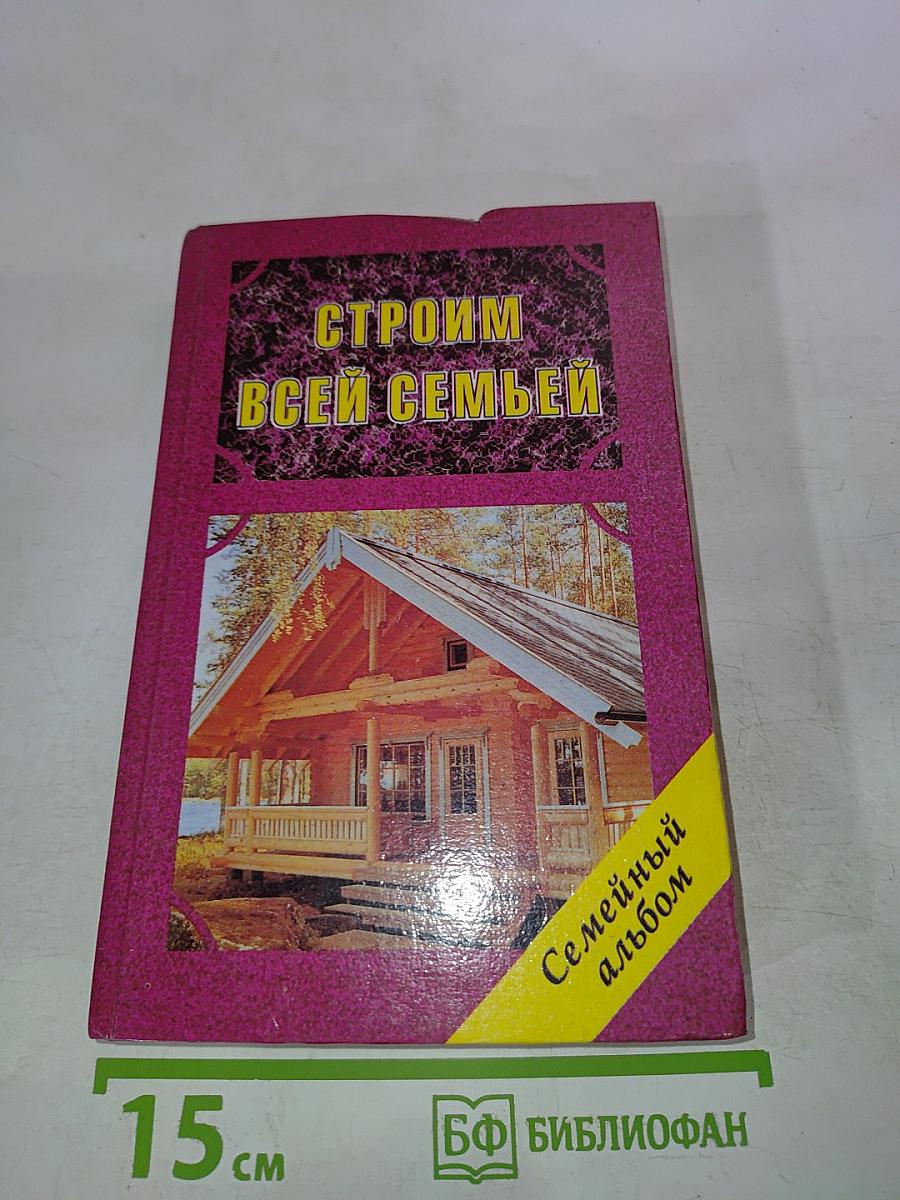 СТРОИМ
ВСЕЙ СЕМЬЕЙ
Семейный
альбом
15 см
БФ БИБЛИОФАН